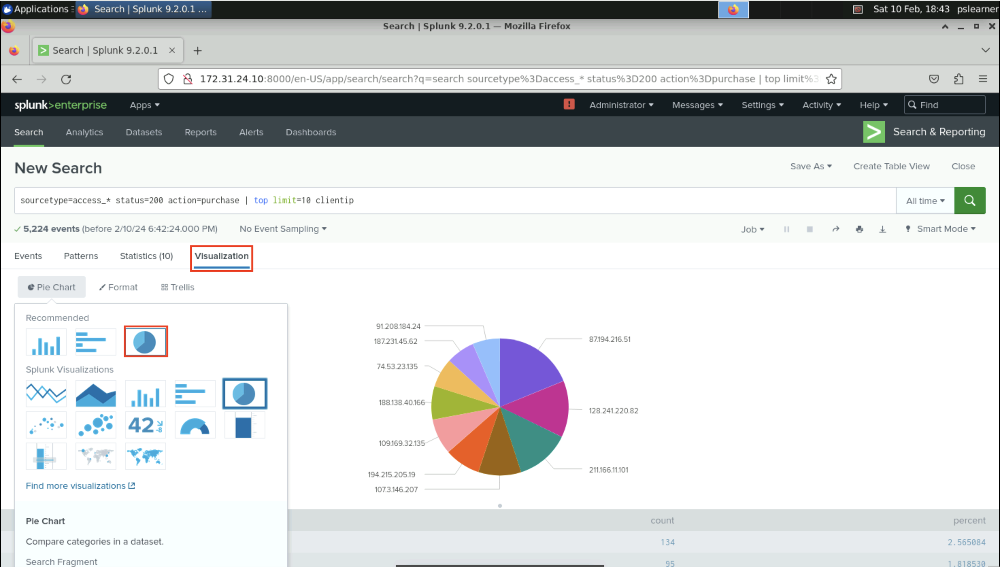 Applications
Search | Splunk 9.2.0.1 ...
Sat 10 Feb, 18:43
pslearner
Search | Splunk 9.2.0.1 — Mozilla Firefox
Search | Splunk 9.2.0.1
172.31.24.10:8000/en-US/app/search/search?q=search sourcetype%3Daccess_* status%3D200 action%3Dpurchase | top limit%3
splunk>enterprise
Apps
!
Administrator
Messages
Settings
Activity
Help
Find
Search
Analytics
Datasets
Reports
Alerts
Dashboards
> Search & Reporting
New Search
Save As
Create Table View
Close
sourcetype=access_* status=200 action=purchase | top limit=10 clientip
All time
5,224 events (before 2/10/24 6:42:24.000 PM)
No Event Sampling
Job
Smart Mode
Events
Patterns
Statistics (10)
Visualization
Pie Chart
Format
Trellis
Recommended
Splunk Visualizations
42
-8
Find more visualizations
Pie Chart
Compare categories in a dataset.
Search Fragment
91.208.184.24
187.231.45.62
74.53.23.135
188.138.40.166
109.169.32.135
194.215.205.19
107.3.146.207
87.194.216.51
128.241.220.82
211.166.11.101
count
percent
134
2.565084
95
1.818530